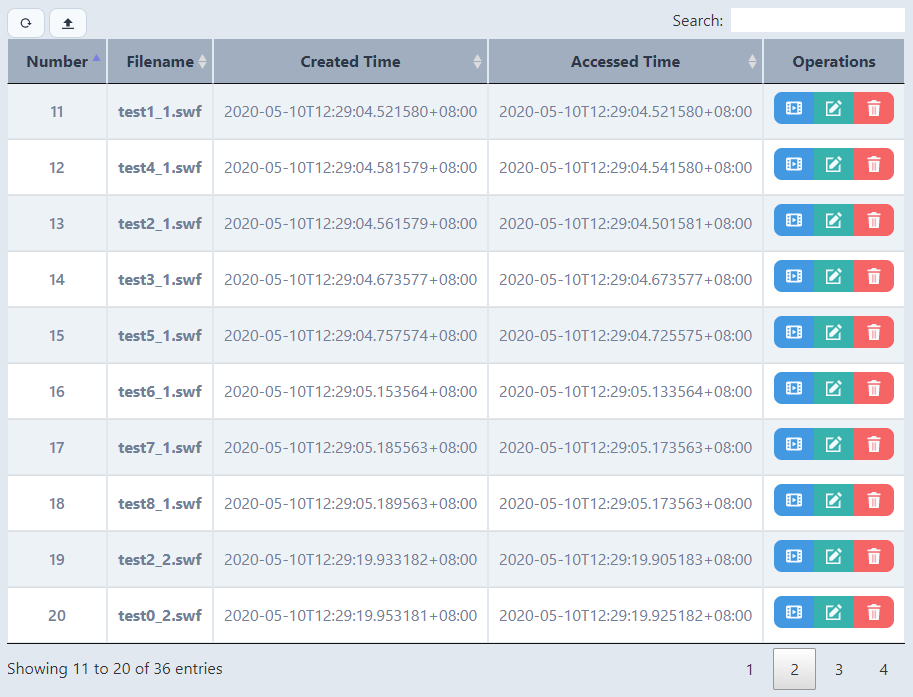 Search:
Number Filename Created Time Accessed Time Operations
11 test1_1.swf 2020-05-10T12:29:04.521580+08:00 2020-05-10T12:29:04.521580+08:00
12 test4_1.swf 2020-05-10T12:29:04.581579+08:00 2020-05-10T12:29:04.541580+08:00
13 test2_1.swf 2020-05-10T12:29:04.561579+08:00 2020-05-10T12:29:04.501581+08:00
14 test3_1.swf 2020-05-10T12:29:04.673577+08:00 2020-05-10T12:29:04.673577+08:00
15 test5_1.swf 2020-05-10T12:29:04.757574+08:00 2020-05-10T12:29:04.725575+08:00
16 test6_1.swf 2020-05-10T12:29:05.153564+08:00 2020-05-10T12:29:05.133564+08:00
17 test7_1.swf 2020-05-10T12:29:05.185563+08:00 2020-05-10T12:29:05.173563+08:00
18 test8_1.swf 2020-05-10T12:29:05.189563+08:00 2020-05-10T12:29:05.173563+08:00
19 test2_2.swf 2020-05-10T12:29:19.933182+08:00 2020-05-10T12:29:19.905183+08:00
20 test0_2.swf 2020-05-10T12:29:19.953181+08:00 2020-05-10T12:29:19.925182+08:00
Showing 11 to 20 of 36 entries 1 2 3 4